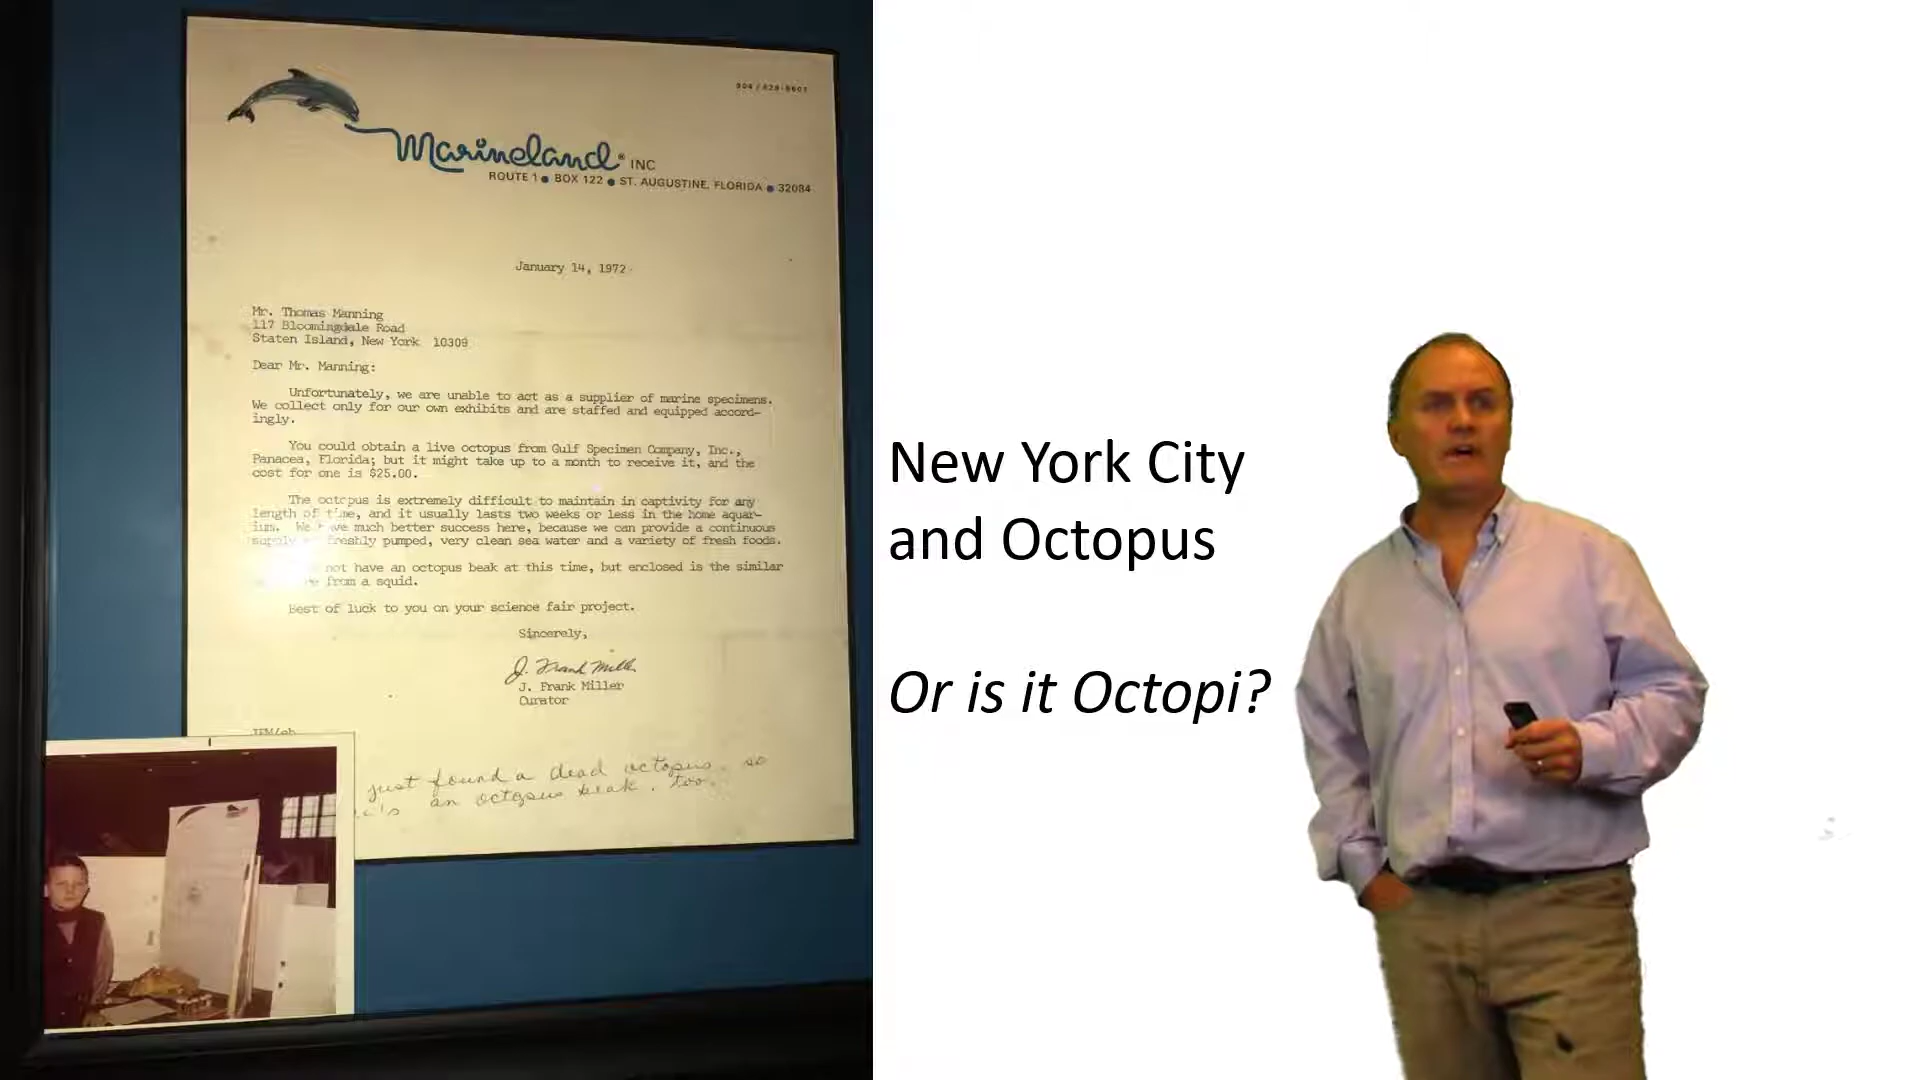 904/829-5607
Marineland® INC
ROUTE 1 ● BOX 122 ● ST. AUGUSTINE, FLORIDA ● 32084
January 14, 1972
Mr. Thomas Manning
117 Bloomingdale Road
Staten Island, New York 10309
Dear Mr. Manning:
Unfortunately, we are unable to act as a supplier of marine specimens.
We collect only for our own exhibits and are staffed and equipped accord-
ingly.
You could obtain a live octopus from Gulf Specimen Company, Inc.,
Panacea, Florida; but it might take up to a month to receive it, and the
cost for one is $25.00.
The octopus is extremely difficult to maintain in captivity for any
length of time, and it usually lasts two weeks or less in the home aquar-
ium. We have much better success here, because we can provide a continuous
supply of freshly pumped, very clean sea water and a variety of fresh foods.
not have an octopus beak at this time, but enclosed is the similar
from a squid.
Best of luck to you on your science fair project.
Sincerely,
J. Frank Miller
J. Frank Miller
Curator
just found a dead octopus, so
an octopus beak, too.
New York City
and Octopus
Or is it Octopi?